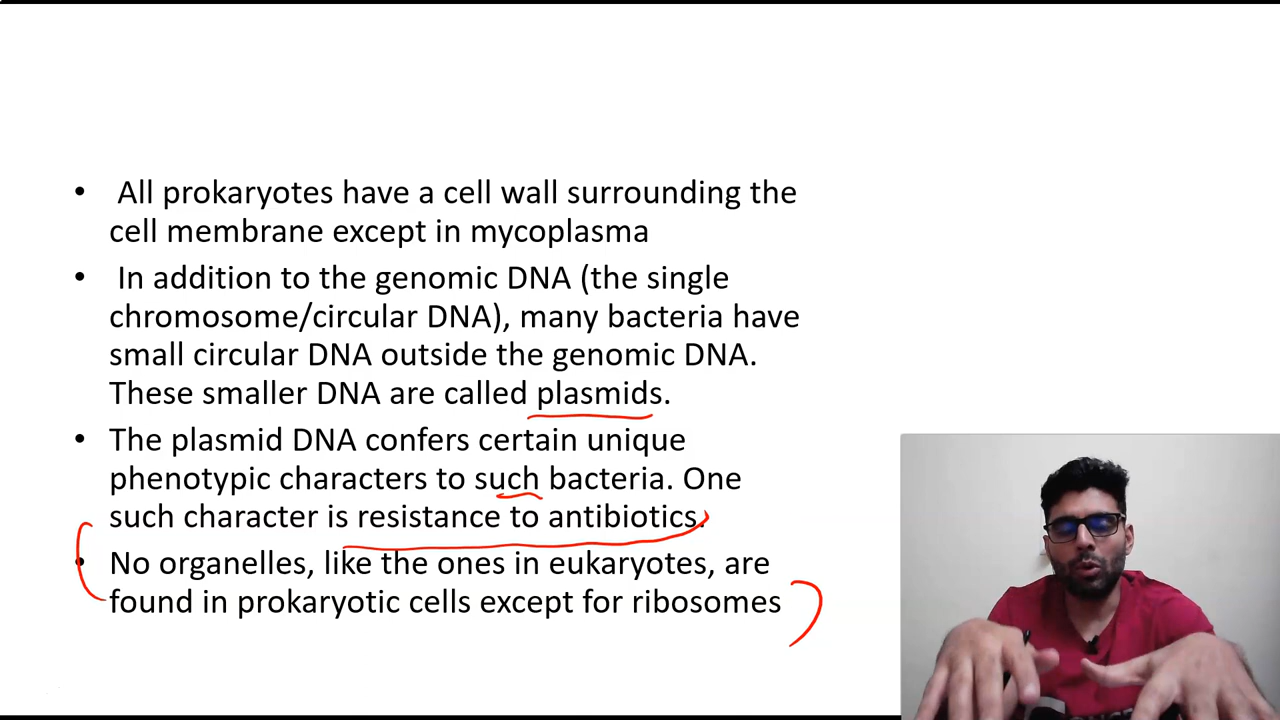 • All prokaryotes have a cell wall surrounding the
cell membrane except in mycoplasma
• In addition to the genomic DNA (the single
chromosome/circular DNA), many bacteria have
small circular DNA outside the genomic DNA.
These smaller DNA are called plasmids.
• The plasmid DNA confers certain unique
phenotypic characters to such bacteria. One
such character is resistance to antibiotics.
• No organelles, like the ones in eukaryotes, are
found in prokaryotic cells except for ribosomes